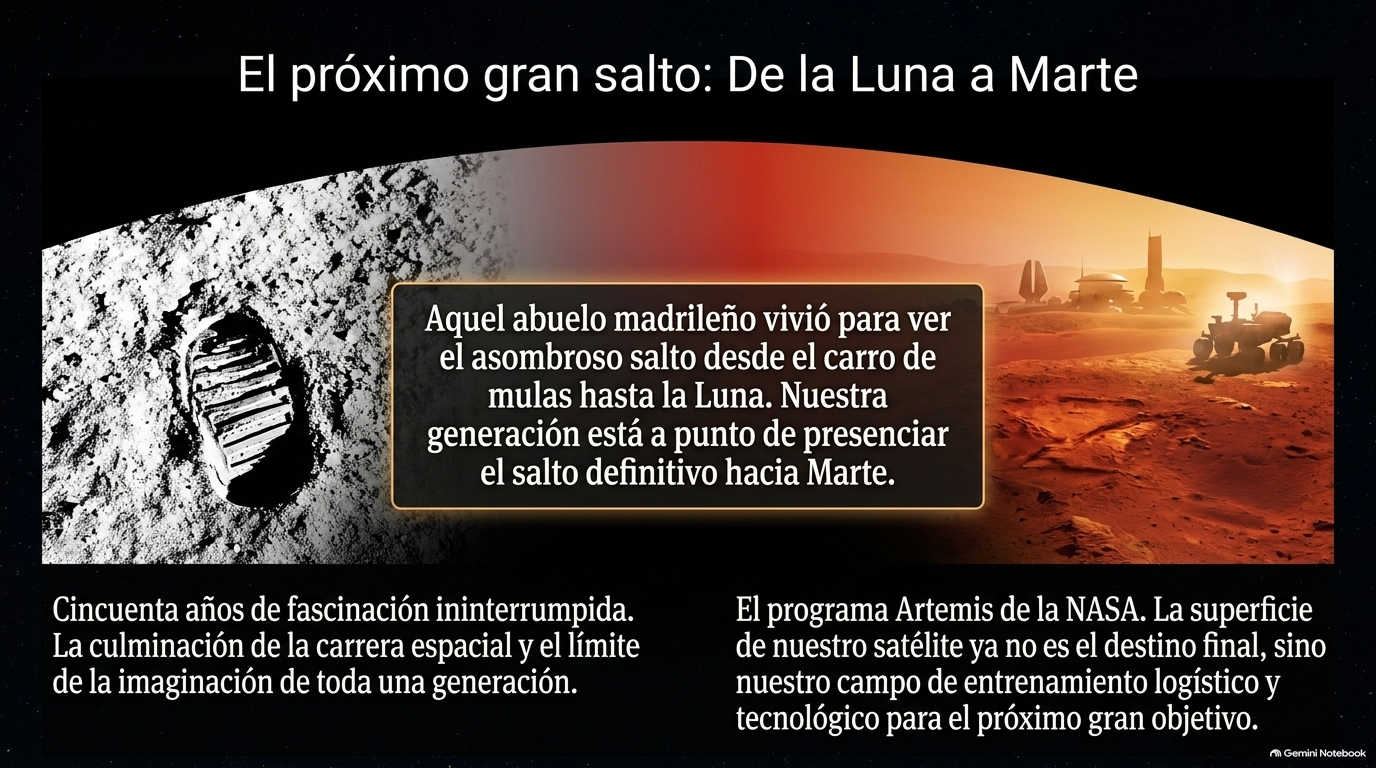 El próximo gran salto: De la Luna a Marte
Aquel abuelo madrileño vivió para ver
el asombroso salto desde el carro de
mulas hasta la Luna. Nuestra
generación está a punto de presenciar
el salto definitivo hacia Marte.
Cincuenta años de fascinación ininterrumpida.
La culminación de la carrera espacial y el límite
de la imaginación de toda una generación.
El programa Artemis de la NASA. La superficie
de nuestro satélite ya no es el destino final, sino
nuestro campo de entrenamiento logístico y
tecnológico para el próximo gran objetivo.
Gemini Notebook